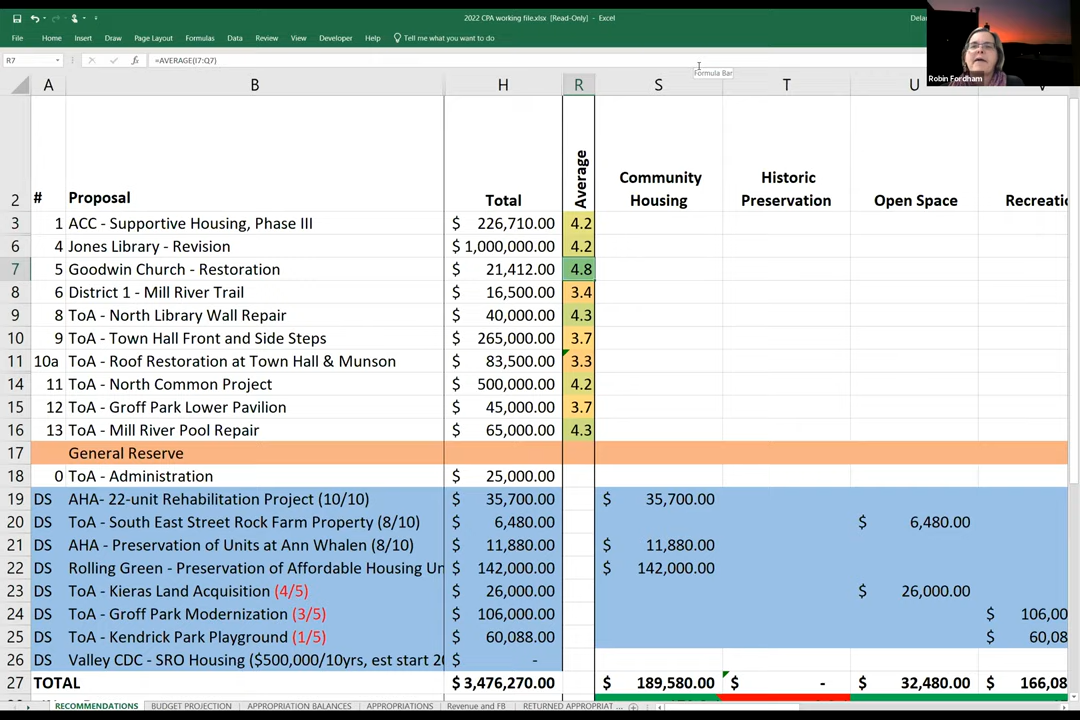 2022 CPA working file.xlsx [Read-Only] - Excel
File Home Insert Draw Page Layout Formulas Data Review View Developer Help Tell me what you want to do
R7 =AVERAGE(I7:Q7)
Formula Bar
Robin Fordham
A B H R S T U
2 # Proposal Total Average Community Housing Historic Preservation Open Space
3 1 ACC - Supportive Housing, Phase III $ 226,710.00 4.2
6 4 Jones Library - Revision $ 1,000,000.00 4.2
7 5 Goodwin Church - Restoration $ 21,412.00 4.8
8 6 District 1 - Mill River Trail $ 16,500.00 3.4
9 8 ToA - North Library Wall Repair $ 40,000.00 4.3
10 9 ToA - Town Hall Front and Side Steps $ 265,000.00 3.7
11 10a ToA - Roof Restoration at Town Hall & Munson $ 83,500.00 3.3
14 11 ToA - North Common Project $ 500,000.00 4.2
15 12 ToA - Groff Park Lower Pavilion $ 45,000.00 3.7
16 13 ToA - Mill River Pool Repair $ 65,000.00 4.3
17 General Reserve
18 0 ToA - Administration $ 25,000.00
19 DS AHA- 22-unit Rehabilitation Project (10/10) $ 35,700.00 $ 35,700.00
20 DS ToA - South East Street Rock Farm Property (8/10) $ 6,480.00 $ 6,480.00
21 DS AHA - Preservation of Units at Ann Whalen (8/10) $ 11,880.00 $ 11,880.00
22 DS Rolling Green - Preservation of Affordable Housing Un $ 142,000.00 $ 142,000.00
23 DS ToA - Kieras Land Acquisition (4/5) $ 26,000.00 $ 26,000.00
24 DS ToA - Groff Park Modernization (3/5) $ 106,000.00 $ 106,00
25 DS ToA - Kendrick Park Playground (1/5) $ 60,088.00 $ 60,08
26 DS Valley CDC - SRO Housing ($500,000/10yrs, est start 20 $ -
27 TOTAL $ 3,476,270.00 $ 189,580.00 $ - $ 32,480.00 $ 166,08
RECOMMENDATIONS BUDGET PROJECTION APPROPRIATION BALANCES APPROPRIATIONS Revenue and FB RETURNED APPROPRIAT ...